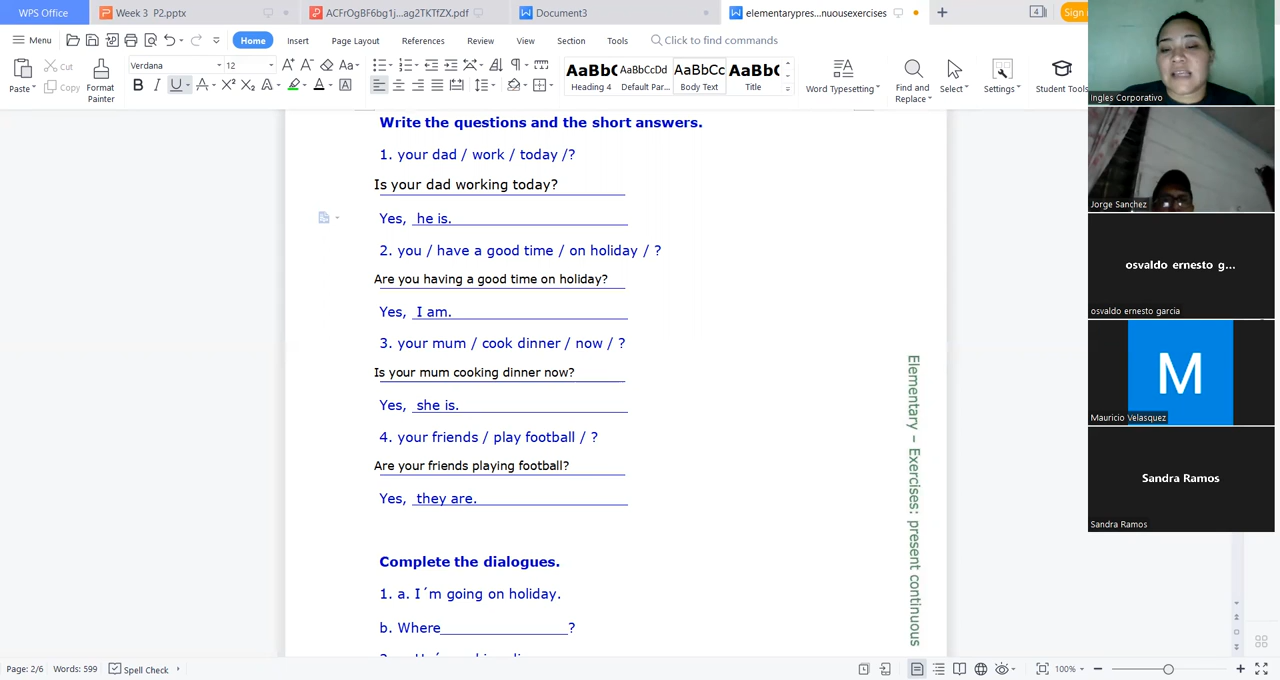 WPS Office
Week 3 P2.pptx
ACFrOgBF6bg1j...ag2TKTfZX.pdf
Document3
elementarypres... nuousexercises
4
Sign i
Menu
Home
Insert
Page Layout
References
Review
View
Section
Tools
Click to find commands
Paste
Cut
Copy
Format Painter
Verdana
12
AaBbC
Heading 4
AaBbCcDd
Default Par...
AaBbCc
Body Text
AaBbC
Title
Word Typesetting
Find and Replace
Select
Settings
Student Tools
Write the questions and the short answers.
1. your dad / work / today /?
Is your dad working today?
Yes, he is.
2. you / have a good time / on holiday / ?
Are you having a good time on holiday?
Yes, I am.
3. your mum / cook dinner / now / ?
Is your mum cooking dinner now?
Yes, she is.
4. your friends / play football / ?
Are your friends playing football?
Yes, they are.
Complete the dialogues.
1. a. I´m going on holiday.
b. Where_______________?
Elementary – Exercises: present continuous
Ingles Corporativo
Jorge Sanchez
osvaldo ernesto g...
osvaldo ernesto garcia
M
Mauricio Velasquez
Sandra Ramos
Sandra Ramos
Page: 2/6
Words: 599
Spell Check
100%